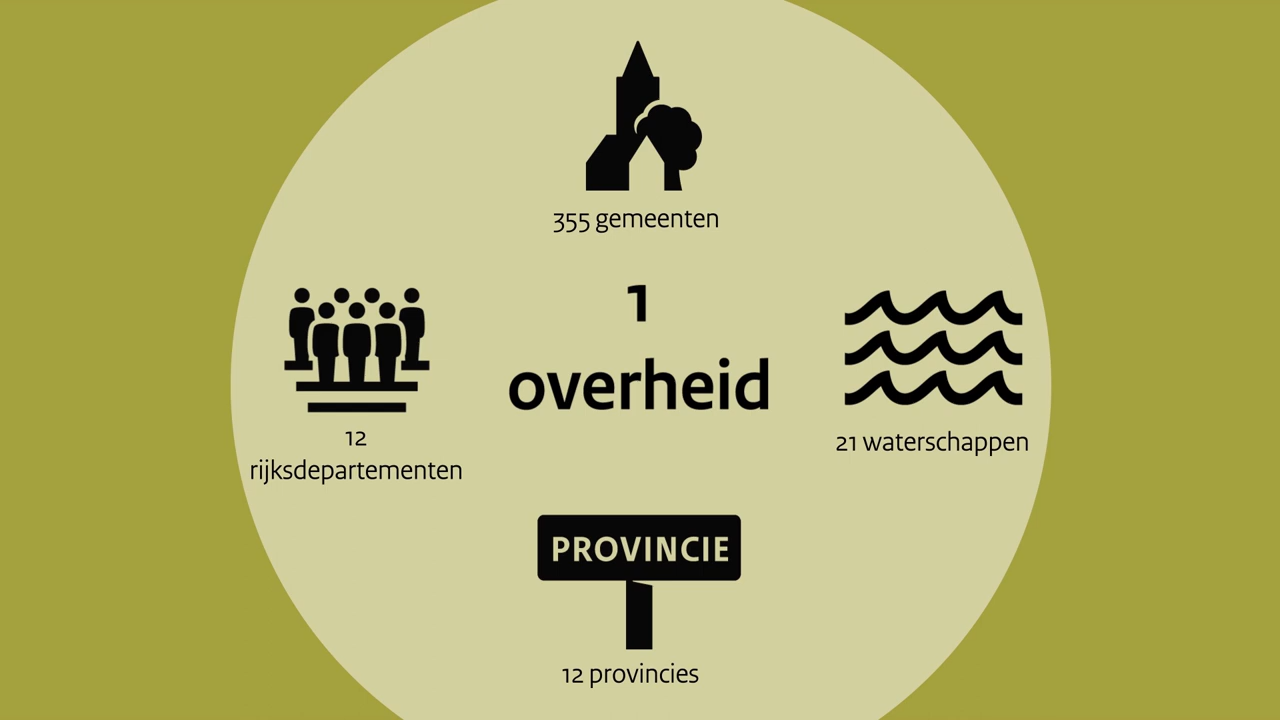 355 gemeenten
1
overheid
12
rijksdepartementen
21 waterschappen
PROVINCIE
12 provincies